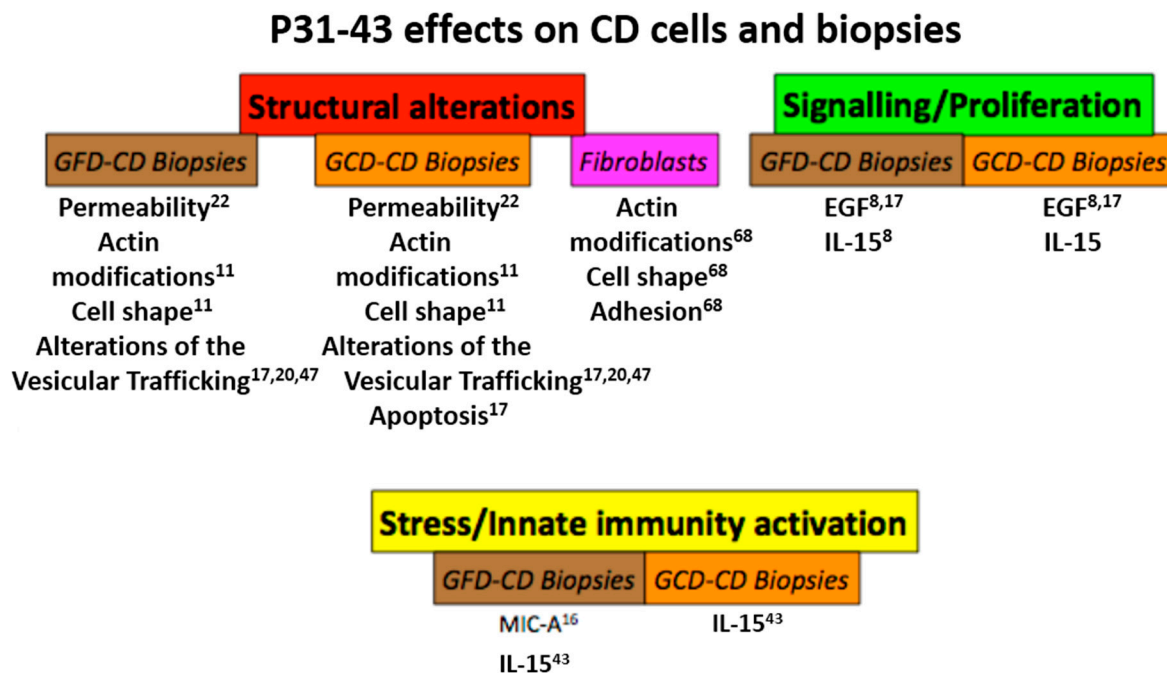 P31-43 effects on CD cells and biopsies
Structural alterations
GFD-CD Biopsies
Permeability22
Actin
modifications11
Cell shape11
Alterations of the
Vesicular Trafficking17,20,47
GCD-CD Biopsies
Permeability22
Actin
modifications11
Cell shape11
Alterations of the
Vesicular Trafficking17,20,47
Apoptosis17
Fibroblasts
Actin
modifications68
Cell shape68
Adhesion68
Signalling/Proliferation
GFD-CD Biopsies
EGF8,17
IL-158
GCD-CD Biopsies
EGF8,17
IL-15
Stress/Innate immunity activation
GFD-CD Biopsies
MIC-A16
IL-1543
GCD-CD Biopsies
IL-1543